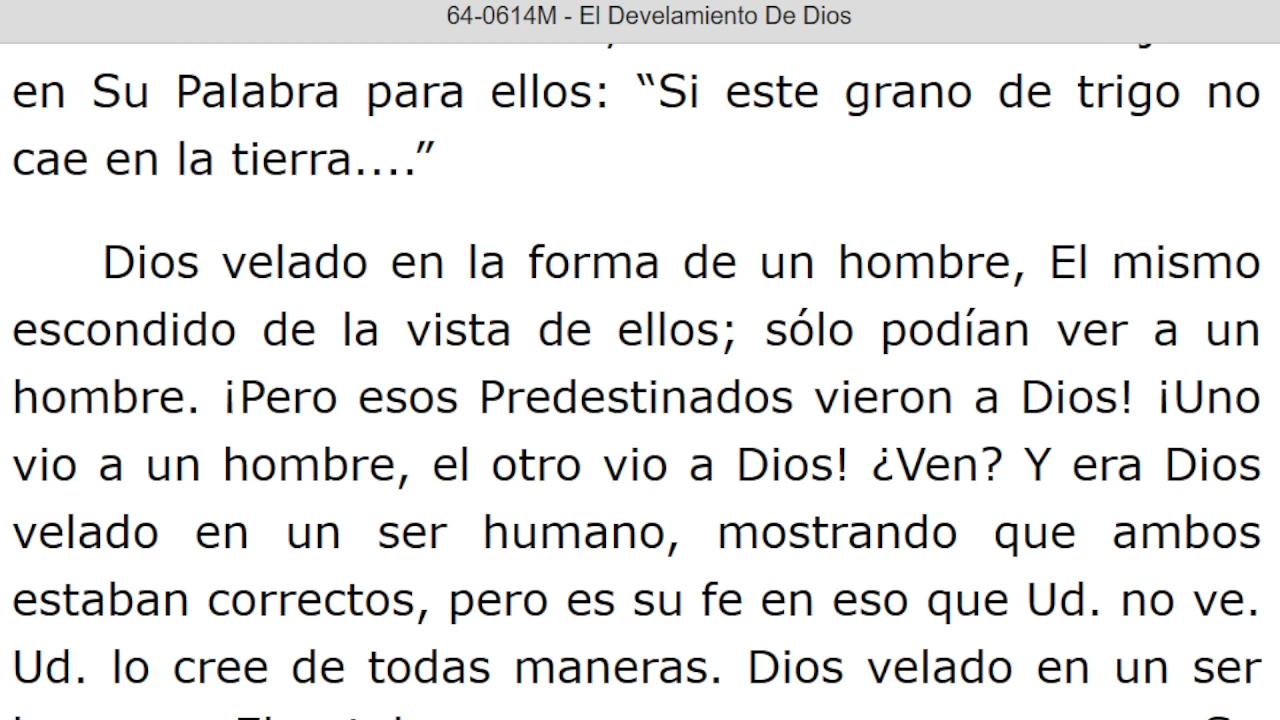 64-0614M - El Develamiento De Dios
en Su Palabra para ellos: “Si este grano de trigo no
cae en la tierra....”
Dios velado en la forma de un hombre, El mismo
escondido de la vista de ellos; sólo podían ver a un
hombre. ¡Pero esos Predestinados vieron a Dios! ¡Uno
vio a un hombre, el otro vio a Dios! ¿Ven? Y era Dios
velado en un ser humano, mostrando que ambos
estaban correctos, pero es su fe en eso que Ud. no ve.
Ud. lo cree de todas maneras. Dios velado en un ser